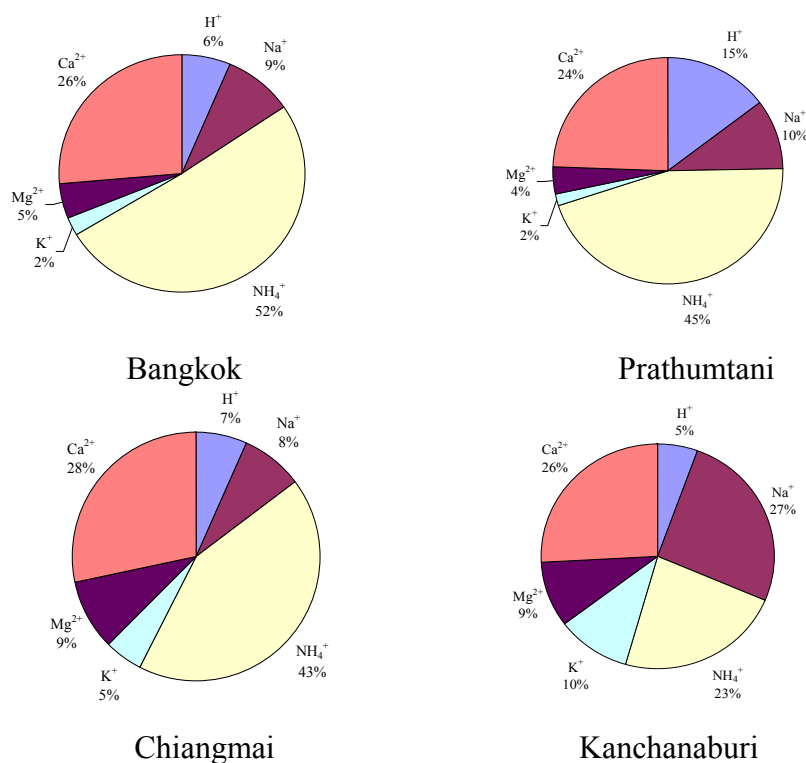 H⁺
6%
Na⁺
9%
Ca²⁺
26%
Mg²⁺
5%
K⁺
2%
NH₄⁺
52%
Bangkok
H⁺
15%
Ca²⁺
24%
Na⁺
10%
Mg²⁺
4%
K⁺
2%
NH₄⁺
45%
Prathumtani
H⁺
7%
Na⁺
8%
Ca²⁺
28%
Mg²⁺
9%
K⁺
5%
NH₄⁺
43%
Chiangmai
H⁺
5%
Ca²⁺
26%
Na⁺
27%
Mg²⁺
9%
K⁺
10%
NH₄⁺
23%
Kanchanaburi